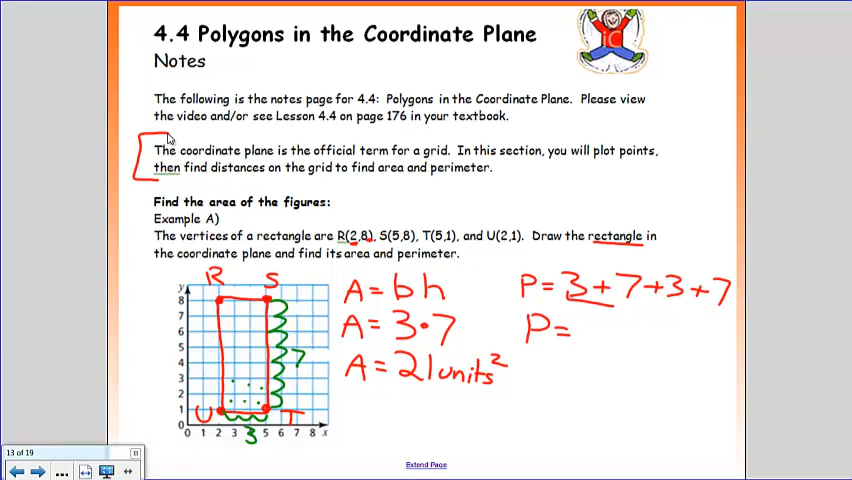 4.4 Polygons in the Coordinate Plane
iC
Notes
The following is the notes page for 4.4: Polygons in the Coordinate Plane. Please view
the video and/or see Lesson 4.4 on page 176 in your textbook.
The coordinate plane is the official term for a grid. In this section, you will plot points,
then find distances on the grid to find area and perimeter.
Find the area of the figures:
Example A)
The vertices of a rectangle are R(2,8), S(5,8), T(5,1), and U(2,1). Draw the rectangle in
the coordinate plane and find its area and perimeter.
R S
y
8
7
6
5
4
3
2
1
0
7
U T
1 2 3 4 5 6 7 8 x
3
A = bh
A = 3·7
A = 21units²
P = 3+7+3+7
P =
13 of 19
...
Extend Page